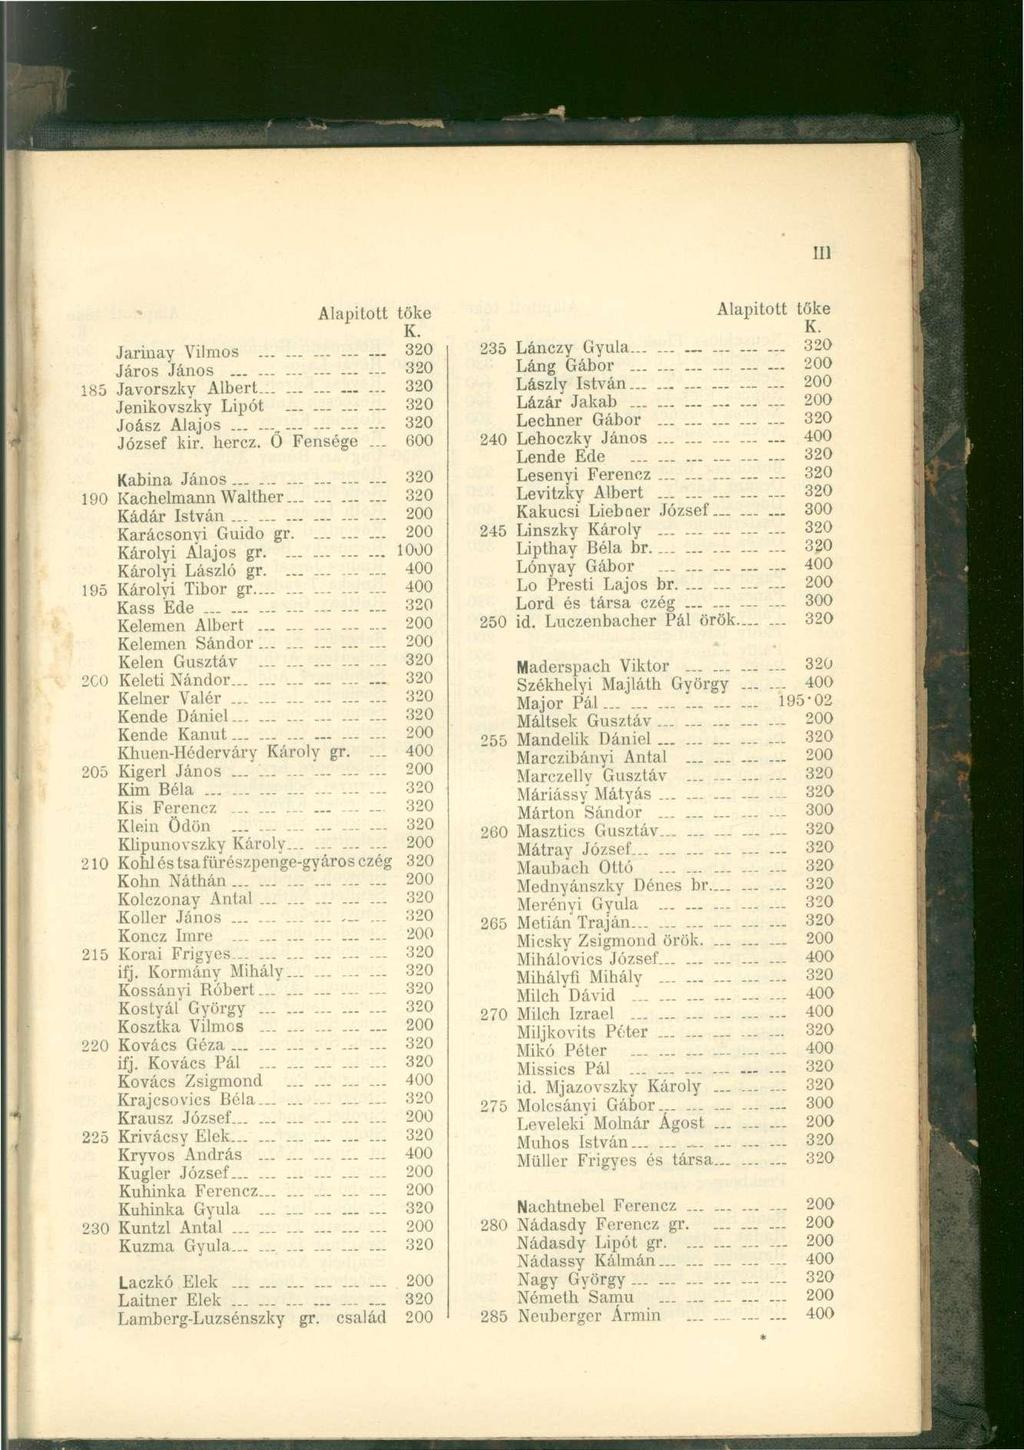 III
Alapitott tőke
K.
Jarinay Vilmos 320
Járos János 320
185 Javorszky Albert 320
Jenikovszky Lipót 320
Joász Alajos 320
József kir. hercz. Ő Fensége 600
Kabina János 320
190 Kachelmann Walther 320
Kádár István 200
Karácsonyi Guido gr. 200
Károlyi Alajos gr. 1000
Károlyi László gr. 400
195 Károlyi Tibor gr. 400
Kass Ede 320
Kelemen Albert 200
Kelemen Sándor 200
Kelen Gusztáv 320
200 Keleti Nándor 320
Kelner Valér 320
Kende Dániel 320
Kende Kanut 200
Khuen-Héderváry Károly gr. 400
205 Kigerl János 200
Kim Béla 320
Kis Ferencz 320
Klein Ödön 320
Klipunovszky Károly 200
210 Kohl és tsa fürészpenge-gyáros czég 320
Kohn Náthán 200
Kolczonay Antal 320
Koller János 320
Koncz Imre 200
215 Korai Frigyes 320
ifj. Kormány Mihály 320
Kossányi Róbert 320
Kostyál György 320
Kosztka Vilmos 200
220 Kovács Géza 320
ifj. Kovács Pál 320
Kovács Zsigmond 400
Krajcsovics Béla 320
Krausz József 200
225 Krivácsy Elek 320
Kryvos András 400
Kugler József 200
Kuhinka Ferencz 200
Kuhinka Gyula 320
230 Kuntzl Antal 200
Kuzma Gyula 320
Laczkó Elek 200
Laitner Elek 320
Lamberg-Luzsénszky gr. család 200
Alapitott tőke
K.
235 Lánczy Gyula 320
Láng Gábor 200
Lászly István 200
Lázár Jakab 200
Lechner Gábor 320
240 Lehoczky János 400
Lende Ede 320
Lesenyi Ferencz 320
Levitzky Albert 320
Kakucsi Liebner József 300
245 Linszky Károly 320
Lipthay Béla br. 320
Lónyay Gábor 400
Lo Presti Lajos br. 200
Lord és társa czég 300
250 id. Luczenbacher Pál örök. 320
Maderspach Viktor 320
Székhelyi Majláth György 400
Major Pál 195·02
Máltsek Gusztáv 200
255 Mandelik Dániel 320
Marczibányi Antal 200
Marczelly Gusztáv 320
Máriássy Mátyás 320
Márton Sándor 300
260 Masztics Gusztáv 320
Mátray József 320
Maubach Ottó 320
Mednyánszky Dénes br. 320
Merényi Gyula 320
265 Metián Traján 320
Micsky Zsigmond örök. 200
Mihálovics József 400
Mihályfi Mihály 320
Milch Dávid 400
270 Milch Izrael 400
Miljkovits Péter 320
Mikó Péter 400
Missics Pál 320
id. Mjazovszky Károly 320
275 Molcsányi Gábor 300
Leveleki Molnár Ágost 200
Muhos István 320
Müller Frigyes és társa 320
Nachtnebel Ferencz 200
280 Nádasdy Ferencz gr. 200
Nádasdy Lipót gr. 200
Nádassy Kálmán 400
Nagy György 320
Németh Samu 200
285 Neuberger Ármin 400
*